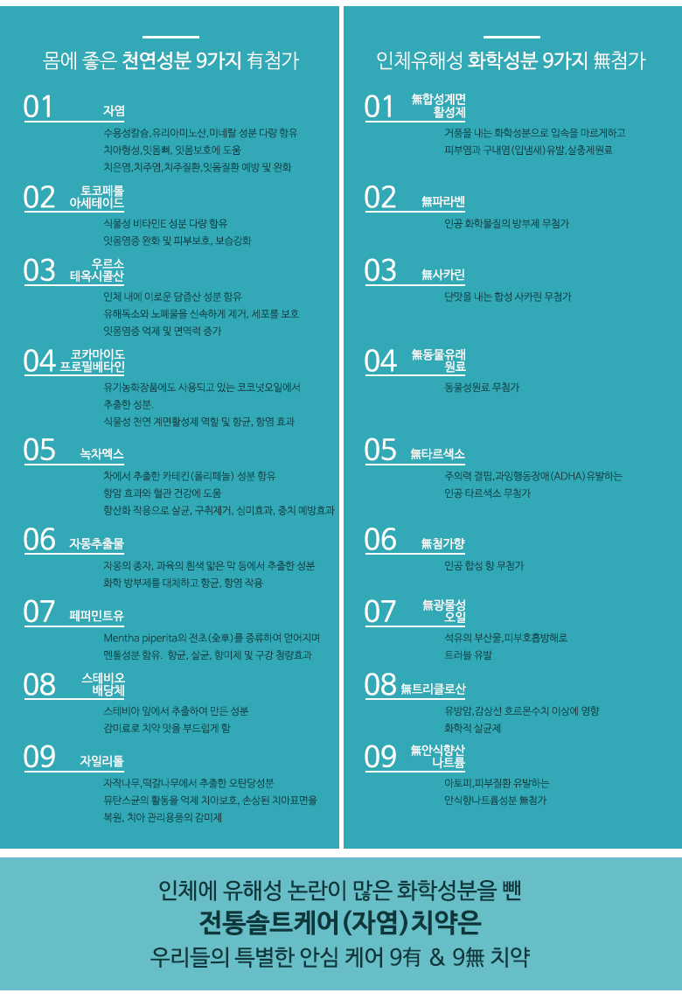 몸에 좋은 천연성분 9가지 有첨가
01 자염
수용성칼슘,유리아미노산,미네랄 성분 다량 함유
치아형성,잇몸뼈, 잇몸보호에 도움
치은염,치주염,치주질환,잇몸질환 예방 및 완화
02 토코페롤
아세테이드
식물성 비타민E 성분 다량 함유
잇몸염증 완화 및 피부보호, 보습강화
03 우르소
테옥시콜산
인체 내에 이로운 담즙산 성분 함유
유해독소와 노폐물을 신속하게 제거, 세포를 보호
잇몸염증 억제 및 면역력 증가
04 코카마이도
프로필베타인
유기농화장품에도 사용되고 있는 코코넛오일에서
추출한 성분.
식물성 천연 계면활성제 역할 및 항균, 항염 효과
05 녹차엑스
차에서 추출한 카테킨(폴리페놀) 성분 함유
항암 효과와 혈관 건강에 도움
항산화 작용으로 살균, 구취제거, 심미효과, 충치 예방효과
06 자몽추출물
자몽의 종자, 과육의 흰색 얇은 막 등에서 추출한 성분
화학 방부제를 대체하고 항균, 항염 작용
07 페퍼민트유
Mentha piperita의 전초(全草)를 증류하여 얻어지며
멘톨성분 함유. 항균, 살균, 항미제 및 구강 청량효과
08 스테비오
배당체
스테비아 잎에서 추출하여 만든 성분
감미료로 치약 맛을 부드럽게 함
09 자일리톨
자작나무,떡갈나무에서 추출한 오탄당성분
뮤탄스균의 활동을 억제 치아보호, 손상된 치아표면을
복원, 치아 관리용품의 감미제
인체유해성 화학성분 9가지 無첨가
01 無합성계면
활성제
거품을 내는 화학성분으로 입속을 마르게하고
피부염과 구내염(입냄새)유발,살충제원료
02 無파라벤
인공 화학물질의 방부제 무첨가
03 無사카린
단맛을 내는 합성 사카린 무첨가
04 無동물유래
원료
동물성원료 무첨가
05 無타르색소
주의력 결핍,과잉행동장애(ADHA)유발하는
인공 타르색소 무첨가
06 無첨가향
인공 합성 향 무첨가
07 無광물성
오일
석유의 부산물,피부호흡방해로
트러블 유발
08 無트리클로산
유방암,갑상선 호르몬수치 이상에 영향
화학적 살균제
09 無안식향산
나트륨
아토피,피부질환 유발하는
안식향나트륨성분 無첨가
인체에 유해성 논란이 많은 화학성분을 뺀
전통솔트케어(자염)치약은
우리들의 특별한 안심 케어 9有 & 9無 치약